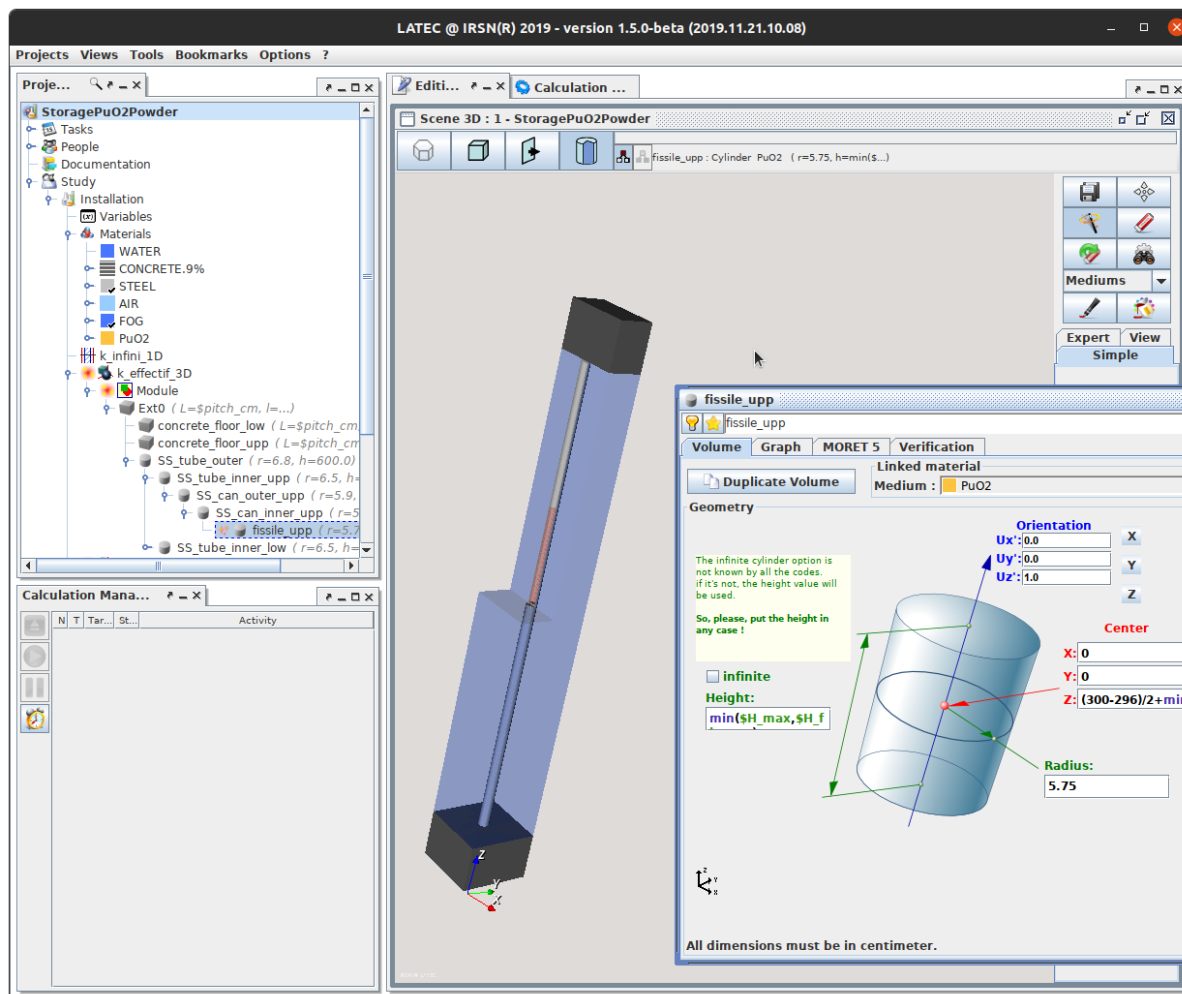 LATEC @ IRSN(R) 2019 - version 1.5.0-beta (2019.11.21.10.08)
Projects Views Tools Bookmarks Options ?
Proje...
StoragePuO2Powder
Tasks
People
Documentation
Study
Installation
Variables
Materials
WATER
CONCRETE.9%
STEEL
AIR
FOG
PuO2
k_infini_1D
k_effectif_3D
Module
Ext0 ( L=$pitch_cm, l=...)
concrete_floor_low ( L=$pitch_cm
concrete_floor_upp ( L=$pitch_cm
SS_tube_outer ( r=6.8, h=600.0)
SS_tube_inner_upp ( r=6.5, h=
SS_can_outer_upp ( r=5.9,
SS_can_inner_upp ( r=5
fissile_upp ( r=5.7
SS_tube_inner_low ( r=6.5, h=
Calculation Mana...
N T Tar... St... Activity
Editi... Calculation ...
Scene 3D : 1 - StoragePuO2Powder
fissile_upp : Cylinder PuO2 ( r=5.75, h=min($...)
Mediums
Expert View
Simple
Z
Y
X
fissile_upp
fissile_upp
Volume Graph MORET 5 Verification
Duplicate Volume
Linked material
Medium : PuO2
Geometry
The infinite cylinder option is
not known by all the codes.
if it's not, the height value will
be used.
So, please, put the height in
any case !
infinite
Height:
min($H_max,$H_f
Orientation
Ux': 0.0 X
Uy': 0.0 Y
Uz': 1.0 Z
Center
X: 0
Y: 0
Z: (300-296)/2+min
Radius:
5.75
z
Y
x
All dimensions must be in centimeter.